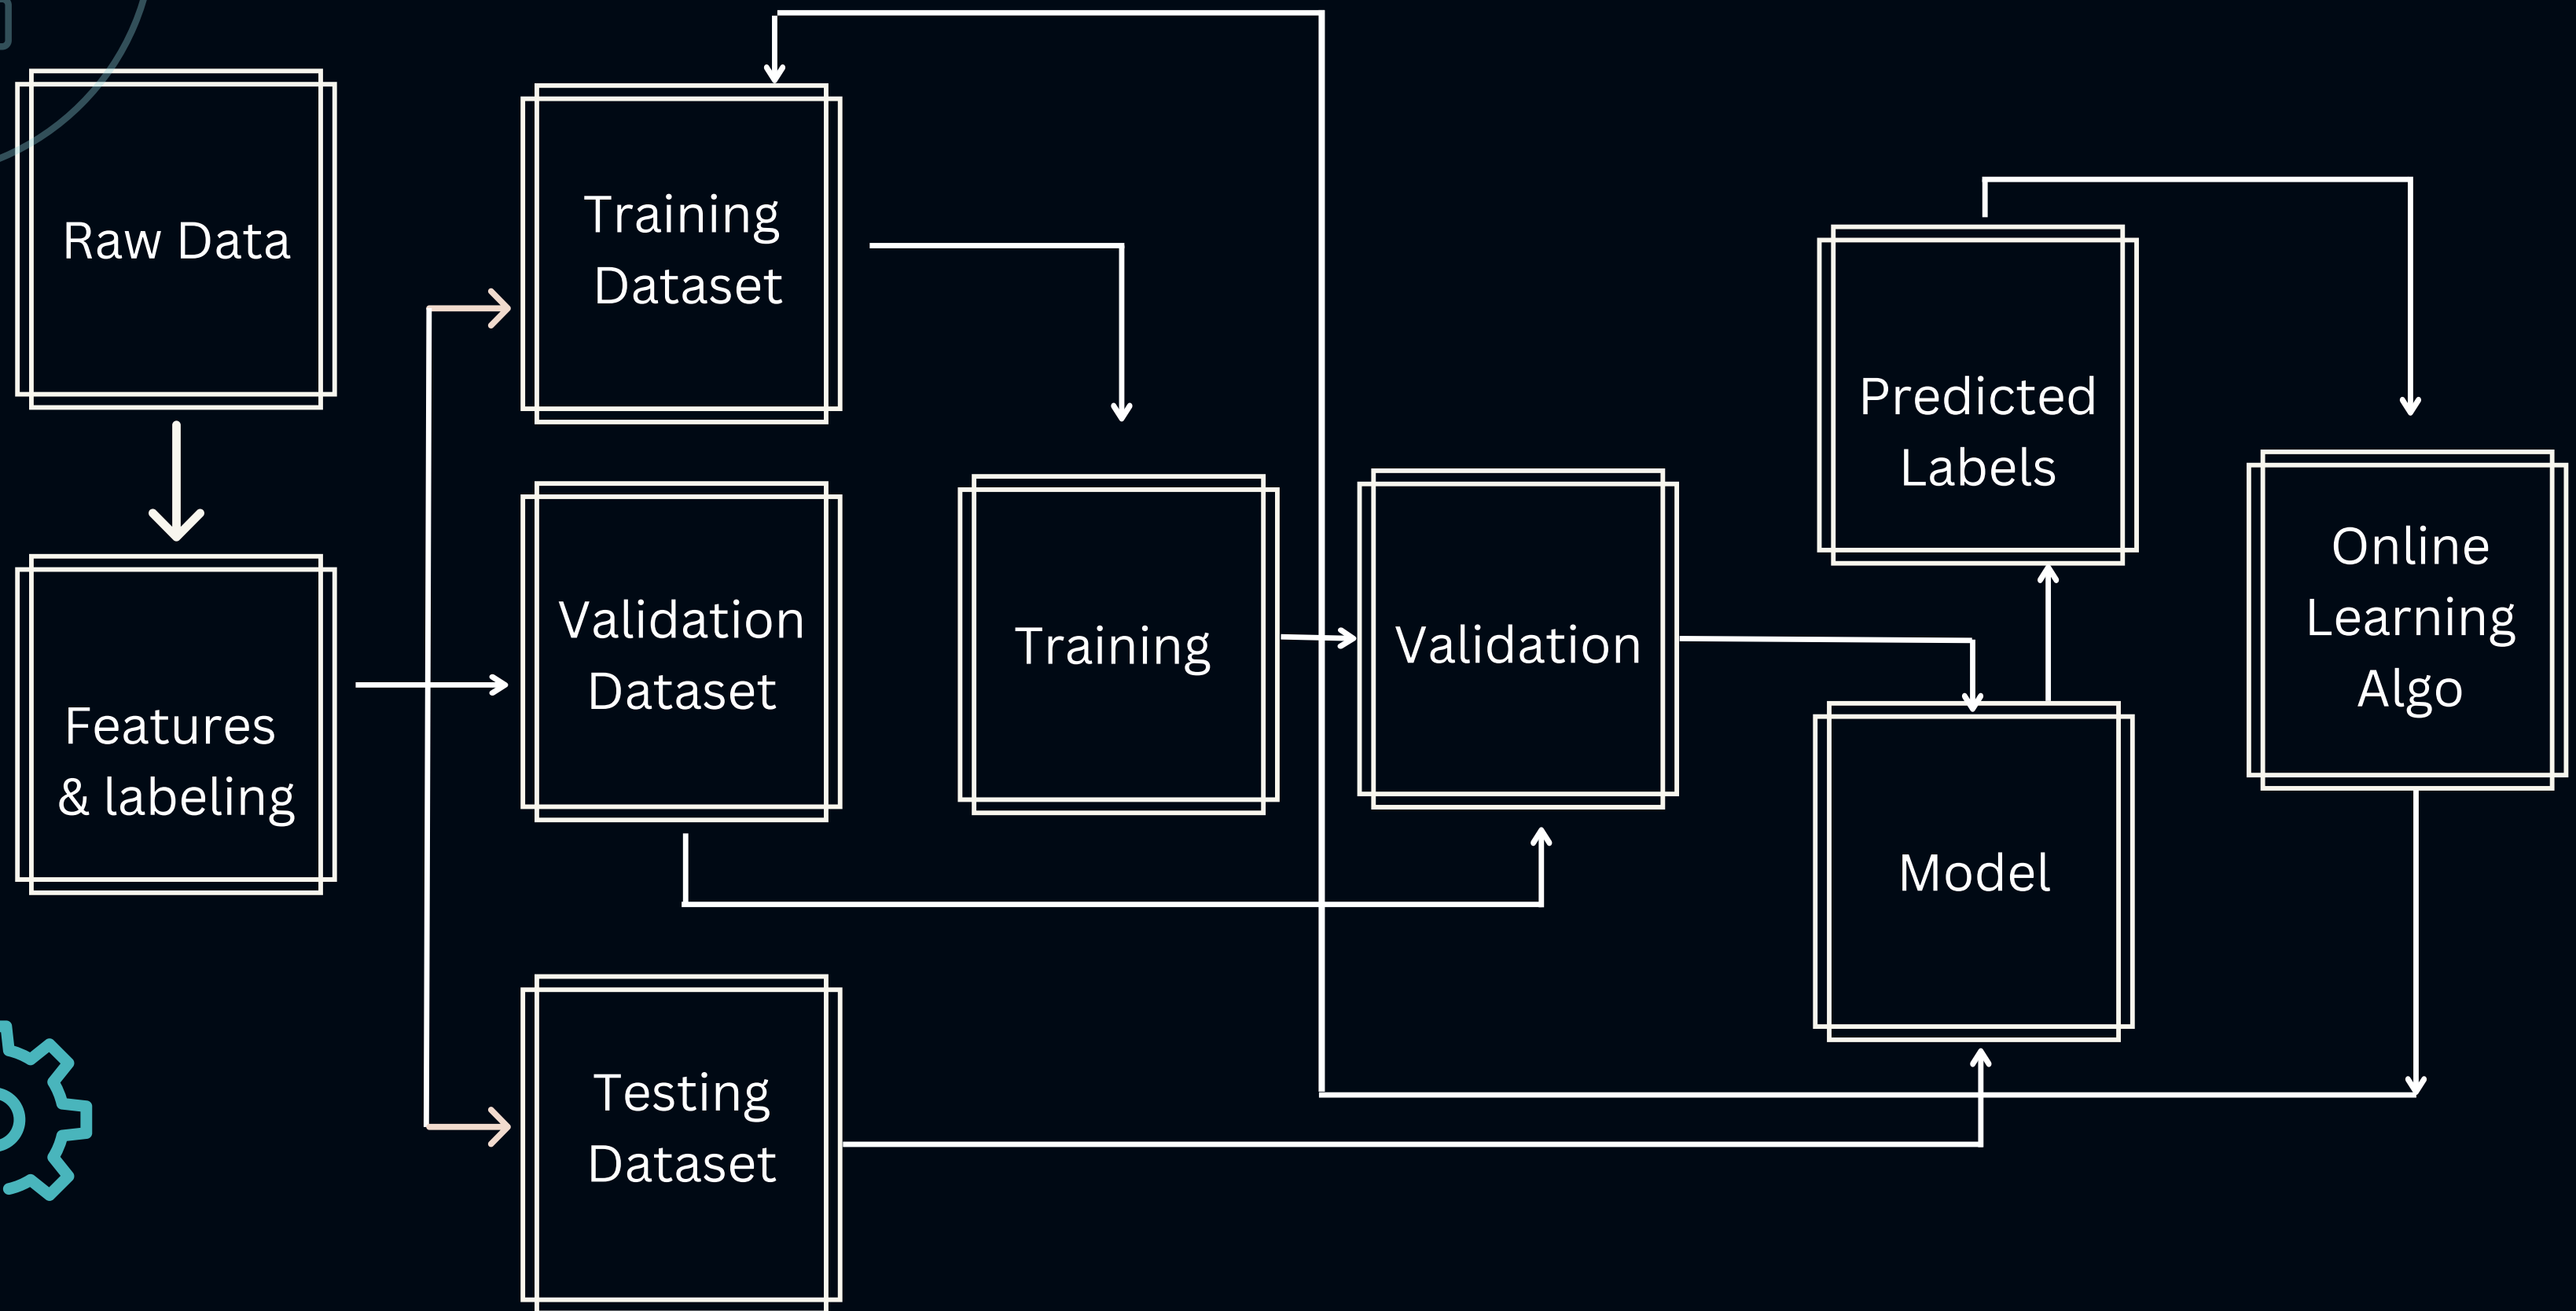 Raw Data
Features
& labeling
Training
Dataset
Validation
Dataset
Testing
Dataset
Training
Validation
Predicted
Labels
Model
Online
Learning
Algo